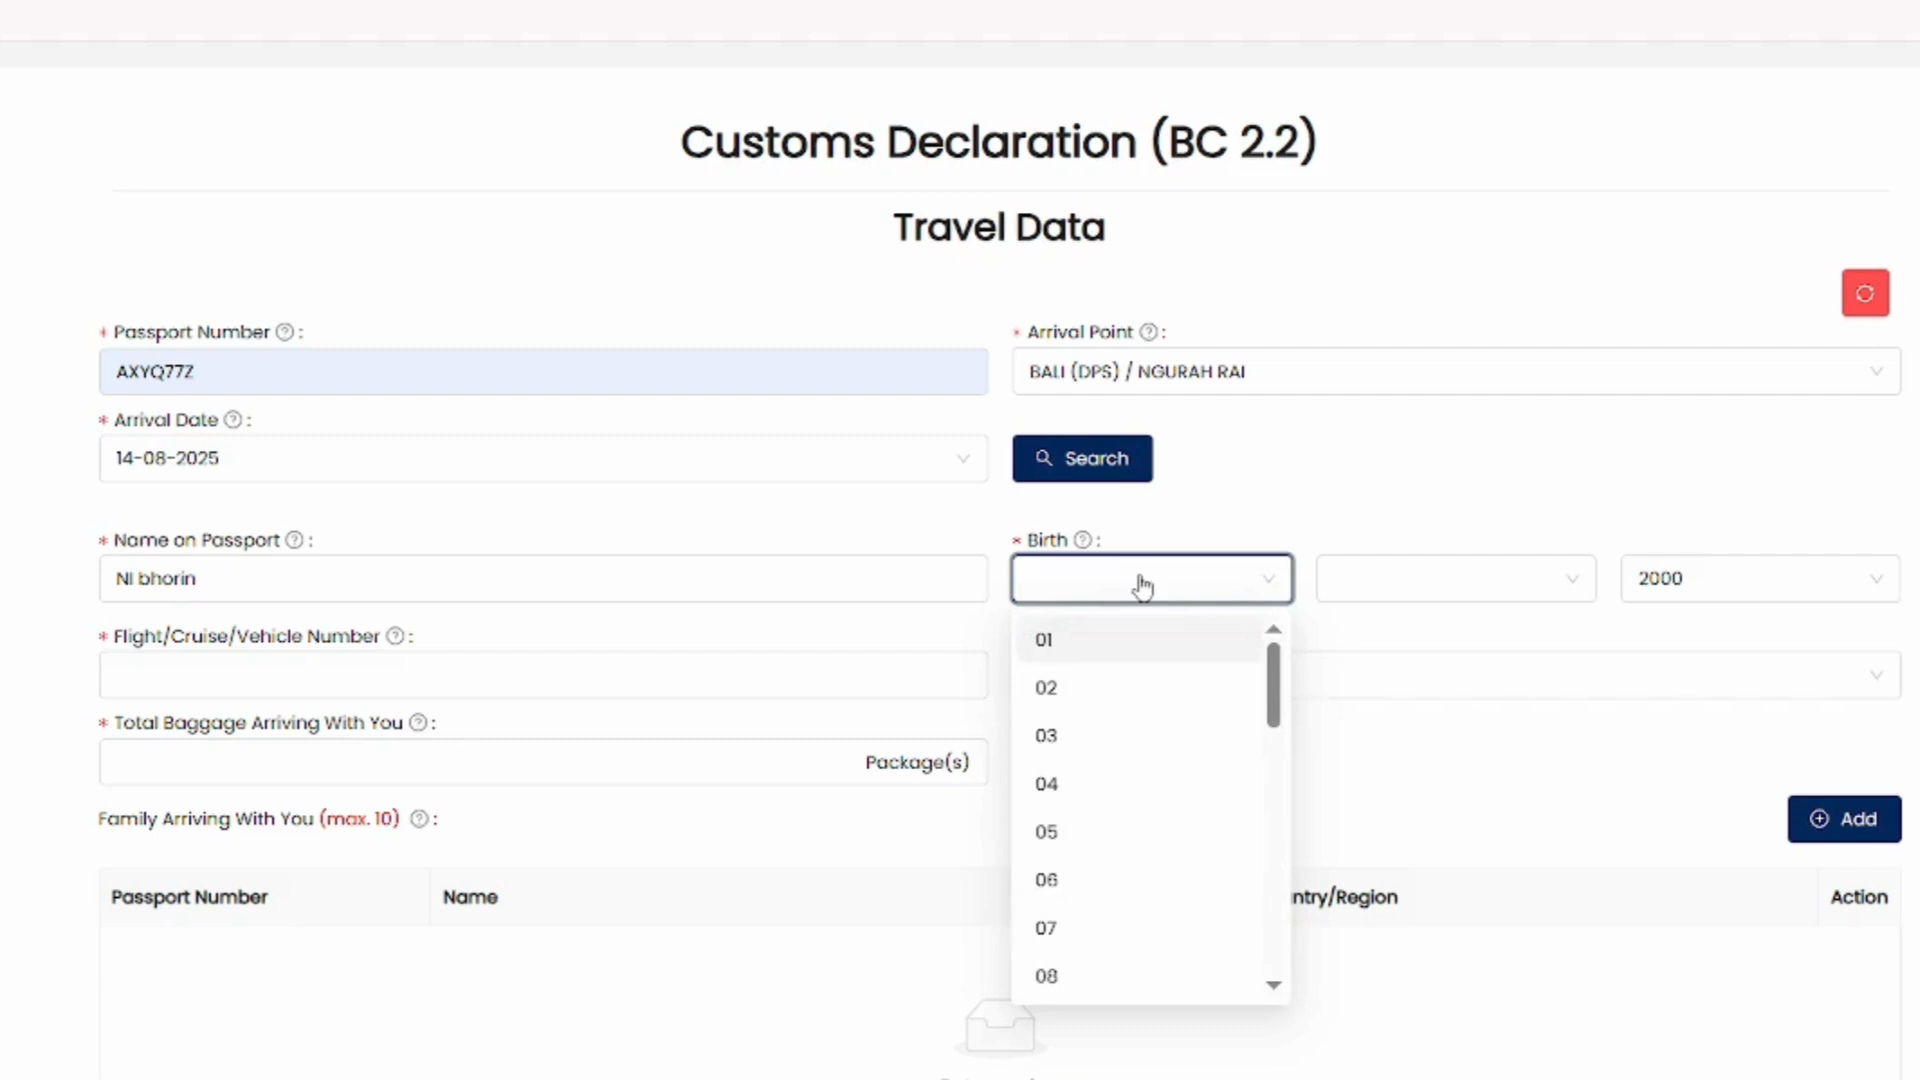 Customs Declaration (BC 2.2)
Travel Data
* Passport Number ? :
* Arrival Point ? :
AXYQ77Z
BALI (DPS) / NGURAH RAI
* Arrival Date ? :
14-08-2025
Search
* Name on Passport ? :
* Birth ? :
NI bhorin
2000
* Flight/Cruise/Vehicle Number ? :
01
02
* Total Baggage Arriving With You ? :
03
Package(s)
04
Family Arriving With You (max. 10) ? :
Add
05
06
Passport Number
Name
ntry/Region
Action
07
08